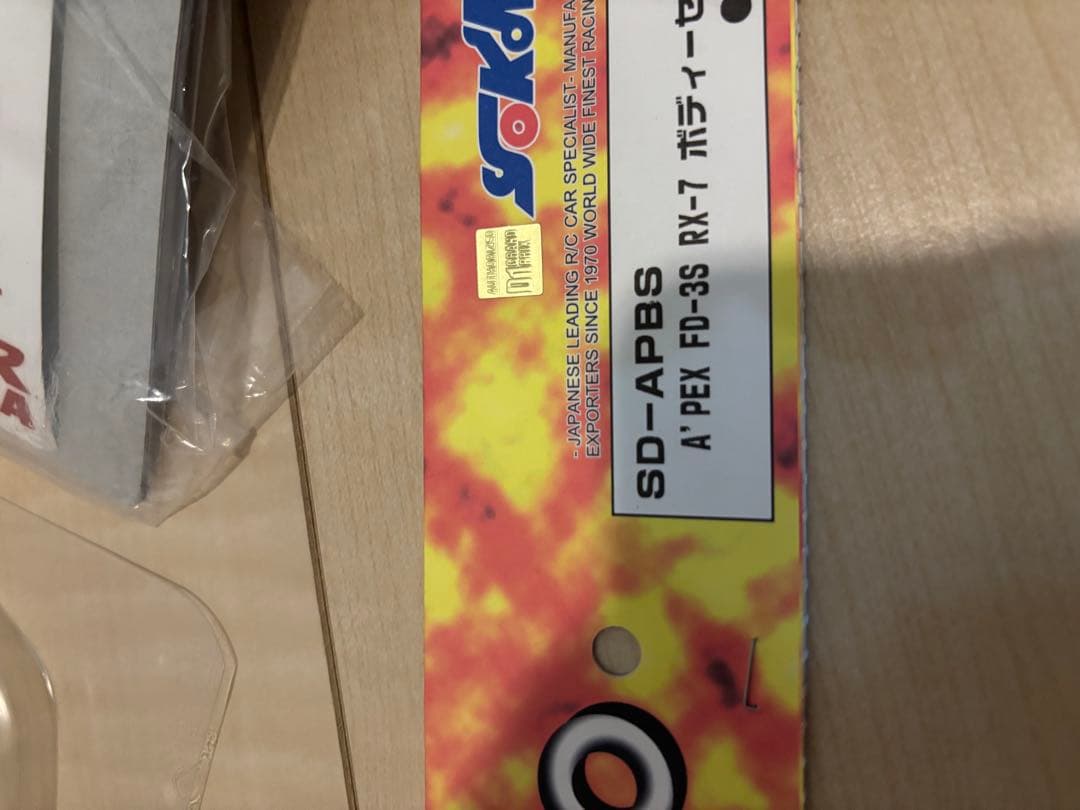 - JAPANESE LEADING R/C CAR SPECIALIST- MANUFA
EXPORTERS SINCE 1970 WORLD WIDE FINEST RACIN
SD-APBS
A' PEX FD-3S RX-7 ボディーセ
D1 GRAND
PRIX
RA